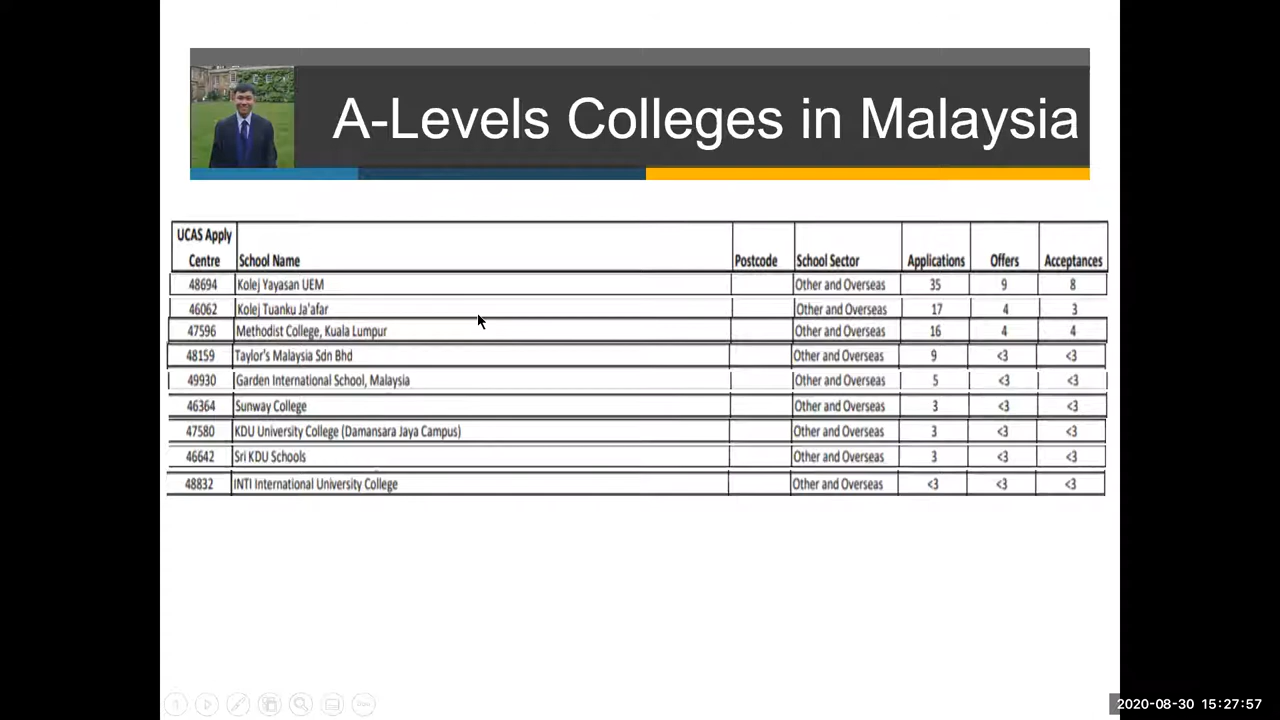 A-Levels Colleges in Malaysia
UCAS Apply Centre School Name Postcode School Sector Applications Offers Acceptances
48694 Kolej Yayasan UEM Other and Overseas 35 9 8
46062 Kolej Tuanku Ja'afar Other and Overseas 17 4 3
47596 Methodist College, Kuala Lumpur Other and Overseas 16 4 4
48159 Taylor's Malaysia Sdn Bhd Other and Overseas 9 <3 <3
49930 Garden International School, Malaysia Other and Overseas 5 <3 <3
46364 Sunway College Other and Overseas 3 <3 <3
47580 KDU University College (Damansara Jaya Campus) Other and Overseas 3 <3 <3
46642 Sri KDU Schools Other and Overseas 3 <3 <3
48832 INTI International University College Other and Overseas <3 <3 <3
2020-08-30 15:27:57